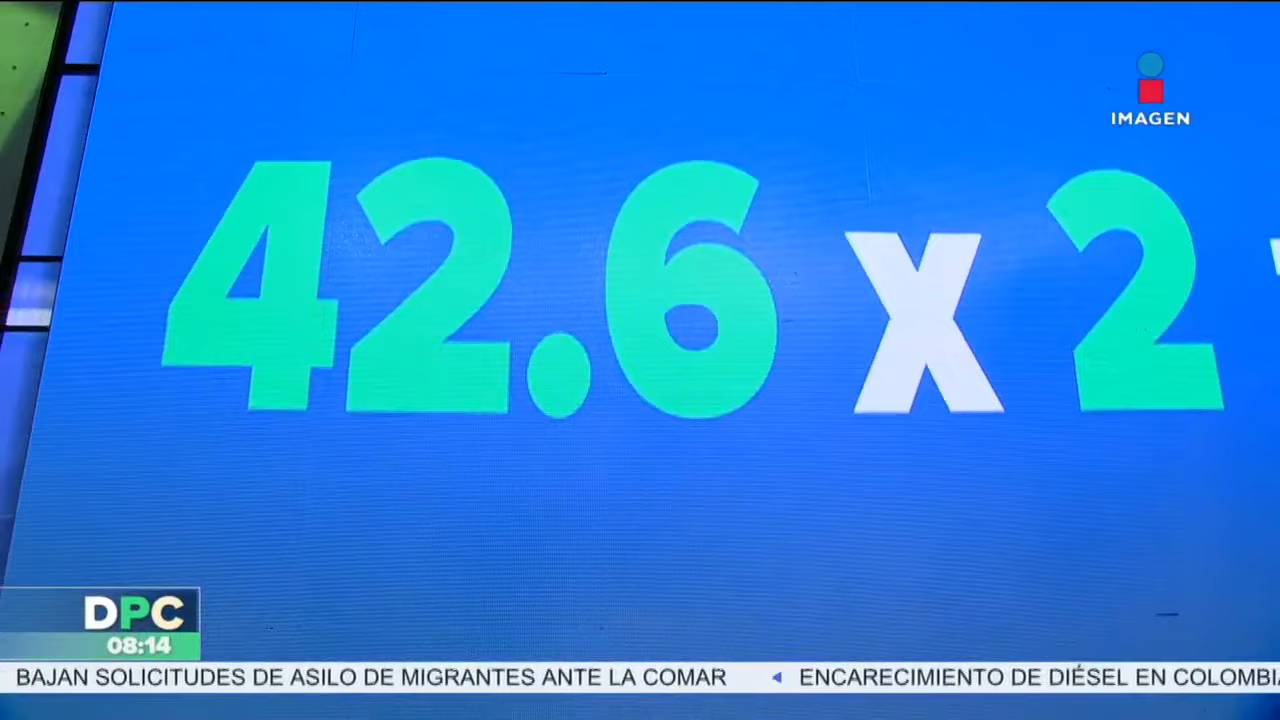 IMAGEN
42.6 x 2
DPC
08:14
BAJAN SOLICITUDES DE ASILO DE MIGRANTES ANTE LA COMAR
ENCARECIMIENTO DE DIÉSEL EN COLOMBIA